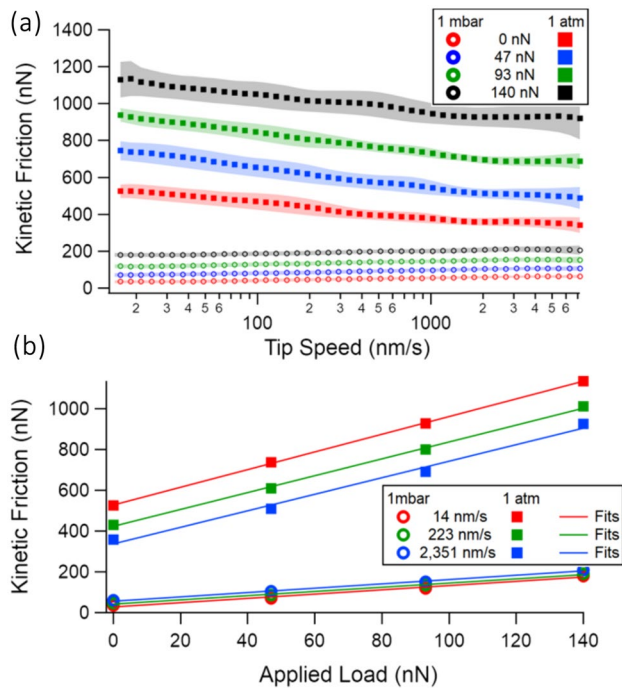 (a)
1 mbar 1 atm
0 nN
47 nN
93 nN
140 nN
1400
1200
1000
800
600
400
200
0
Kinetic Friction (nN)
2 3 4 5 6 100 2 3 4 5 6 1000 2 3 4 5 6
Tip Speed (nm/s)
(b)
1000
800
600
400
200
0
Kinetic Friction (nN)
1mbar 1 atm
14 nm/s Fits
223 nm/s Fits
2,351 nm/s Fits
0 20 40 60 80 100 120 140
Applied Load (nN)